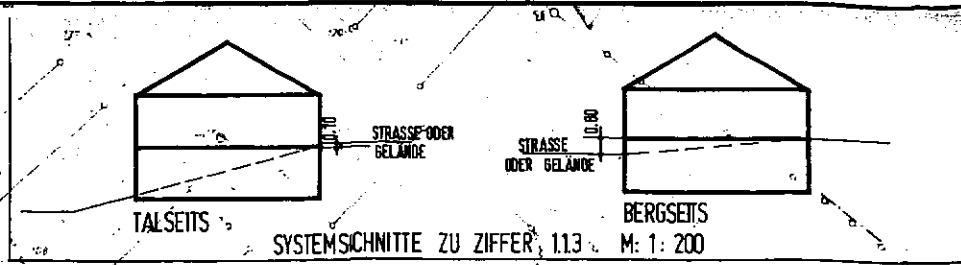 0.10
STRASSE ODER
GELÄNDE
TALSEITS
0.60
STRASSE
ODER GELÄNDE
BERGSEITS
SYSTEMSCHNITTE ZU ZIFFER 1.1.3 M: 1: 200